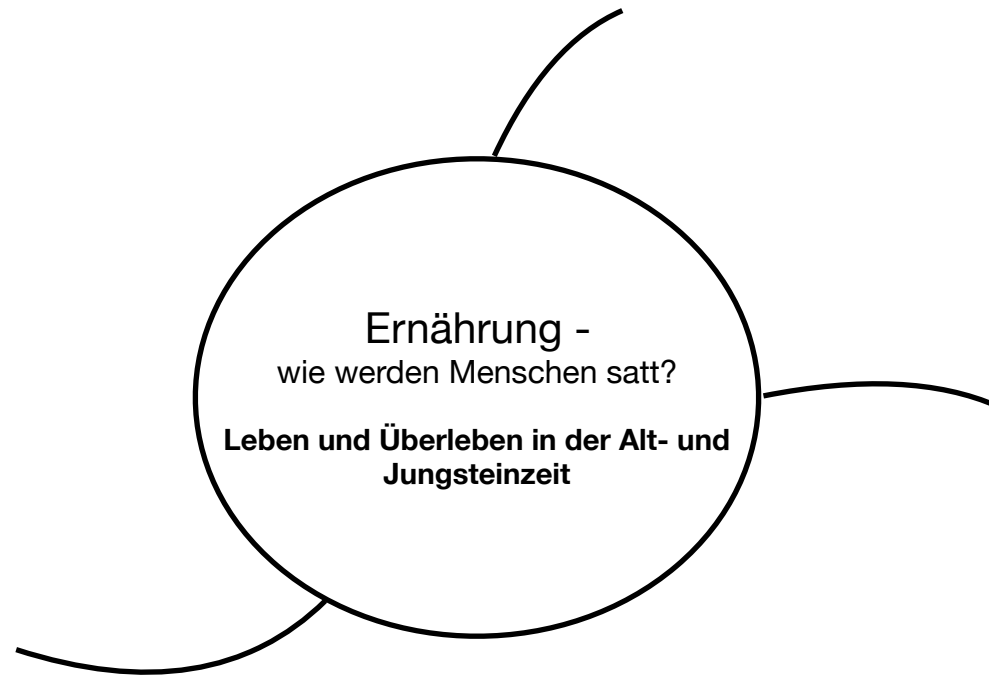 Ernährung -
wie werden Menschen satt?
Leben und Überleben in der Alt- und
Jungsteinzeit